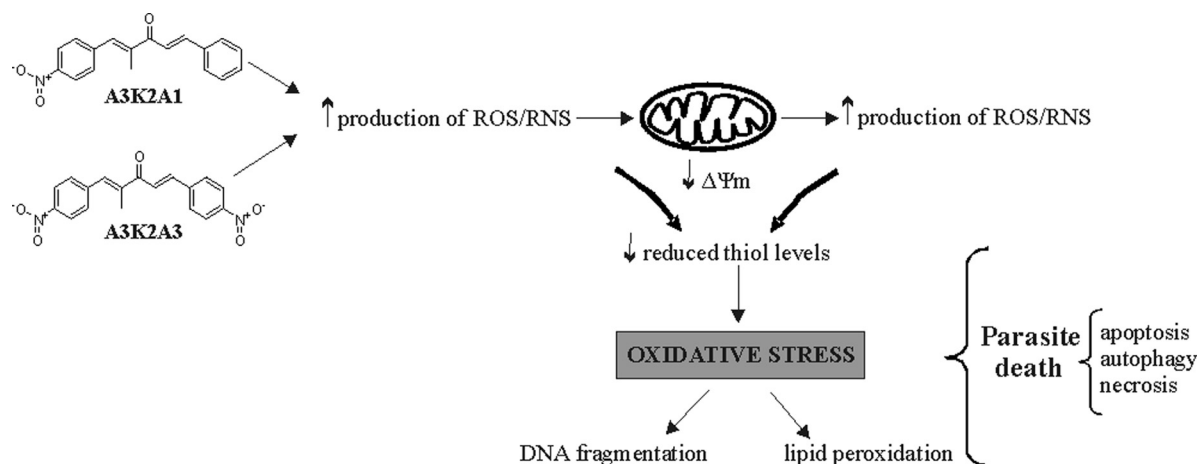 O
-O
N+
O
A3K2A1
↑ production of ROS/RNS
↑ production of ROS/RNS
↓ ΔΨm
O
-O
N+
O
N+
O-
O
A3K2A3
↓ reduced thiol levels
OXIDATIVE STRESS
Parasite
death
apoptosis
autophagy
necrosis
DNA fragmentation
lipid peroxidation